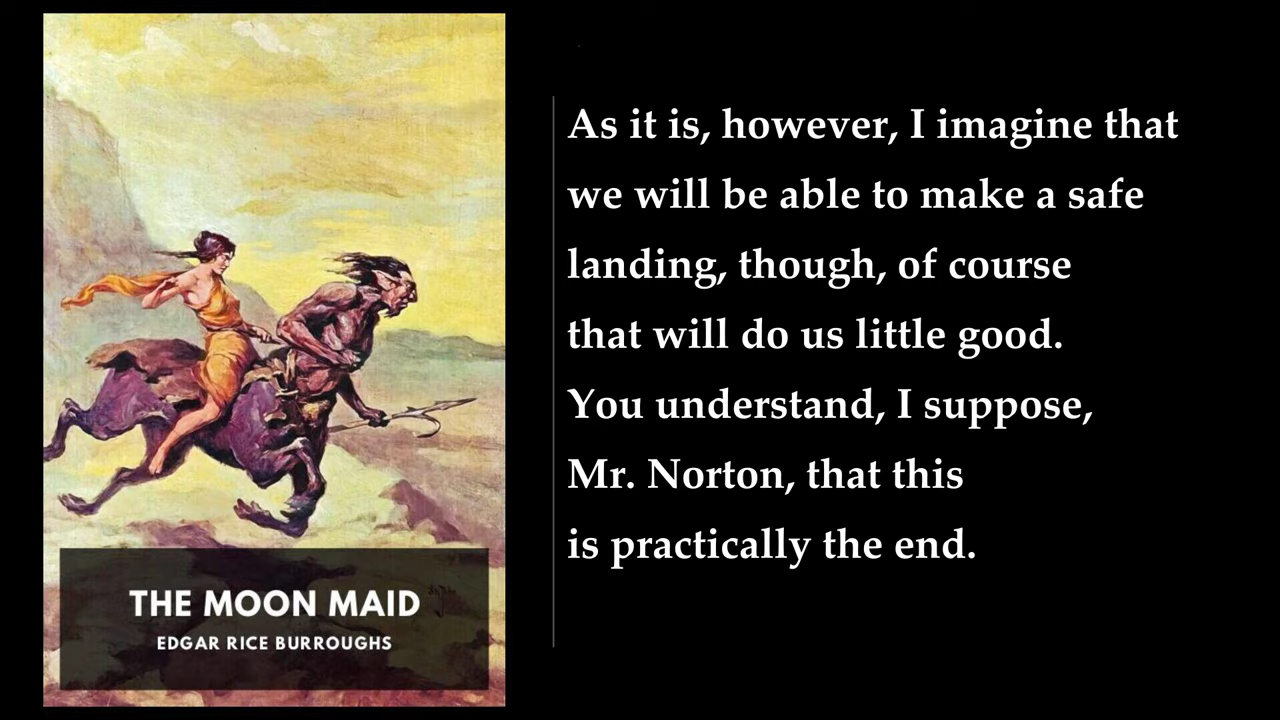 THE MOON MAID
EDGAR RICE BURROUGHS
As it is, however, I imagine that
we will be able to make a safe
landing, though, of course
that will do us little good.
You understand, I suppose,
Mr. Norton, that this
is practically the end.